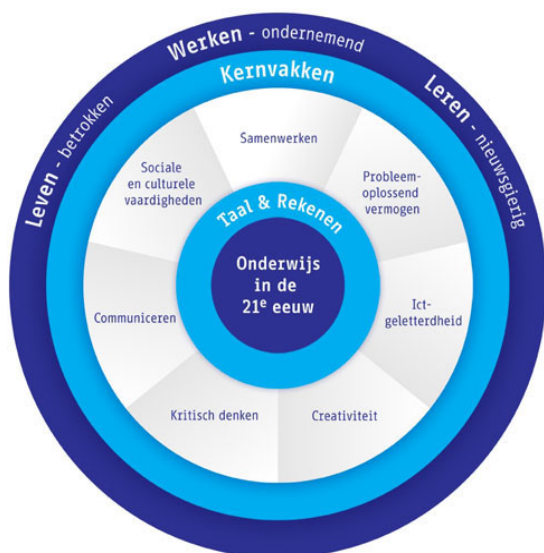 Leven - betrokken
Werken - ondernemend
Leren - nieuwsgierig
Kernvakken
Samenwerken
Probleem-
oplossend
vermogen
Ict-
geletterdheid
Creativiteit
Kritisch denken
Communiceren
Sociale
en culturele
vaardigheden
Taal & Rekenen
Onderwijs
in de
21e eeuw